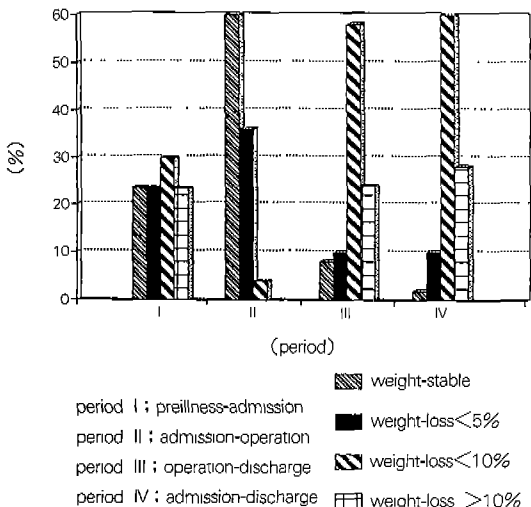 60
50
40
30
20
10
0
(%)
I II III IV
(period)
period I ; preillness-admission
period II ; admission-operation
period III ; operation-discharge
period IV ; admission-discharge
weight-stable
weight-loss<5%
weight-loss<10%
weight-loss >10%